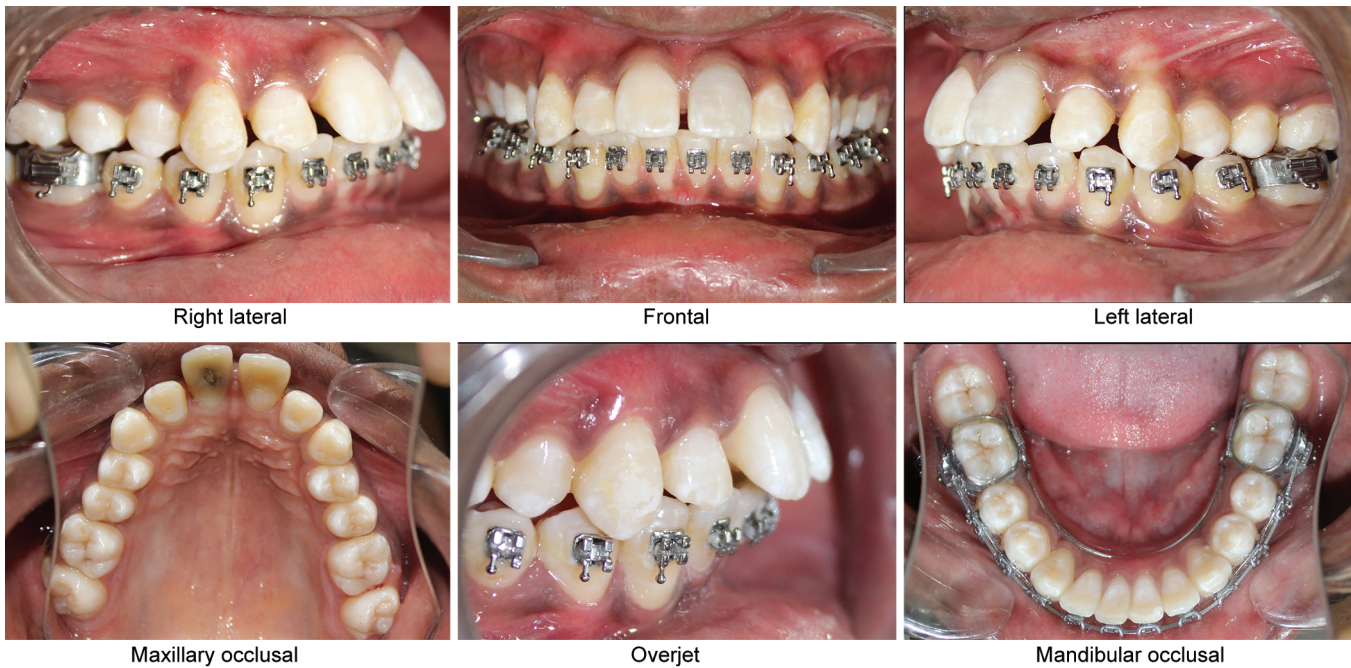 Right lateral
Frontal
Left lateral
Maxillary occlusal
Overjet
Mandibular occlusal